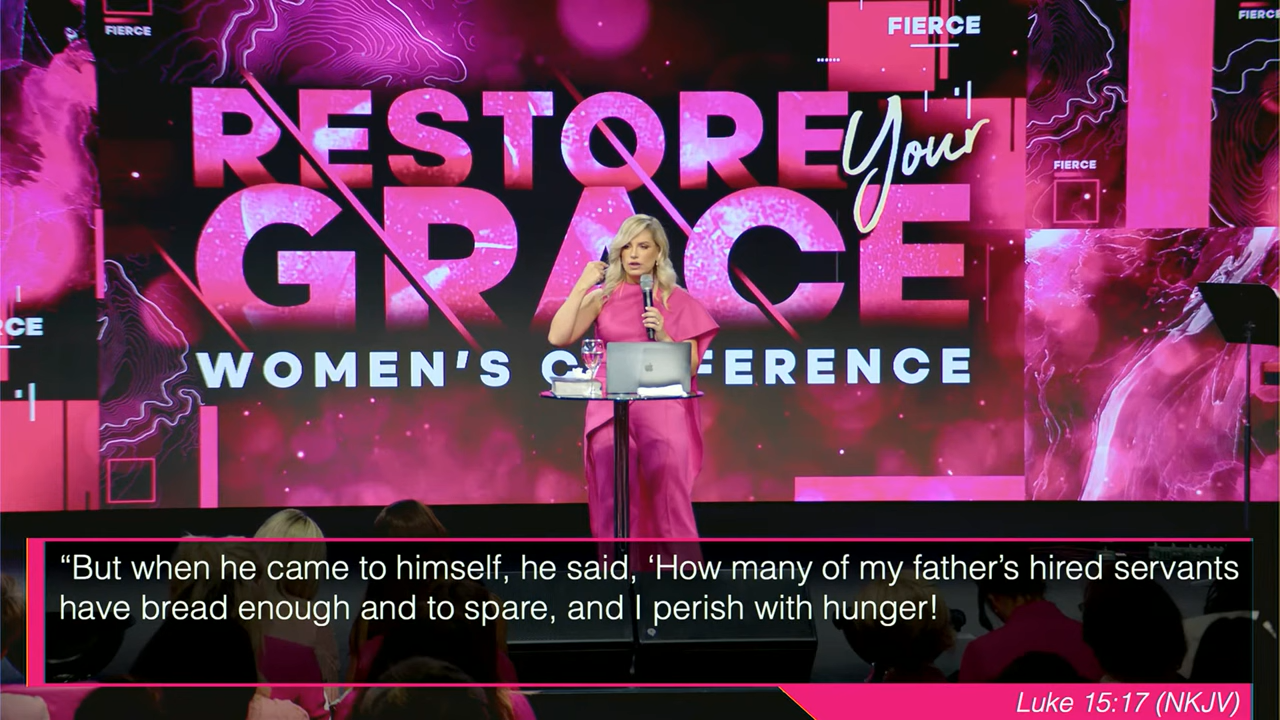 FIERCE
FIERCE
FIERCE
RESTORE Your
GRACE
FIERCE
WOMEN'S C FERENCE
CE
“But when he came to himself, he said, ‘How many of my father’s hired servants
have bread enough and to spare, and I perish with hunger!
Luke 15:17 (NKJV)